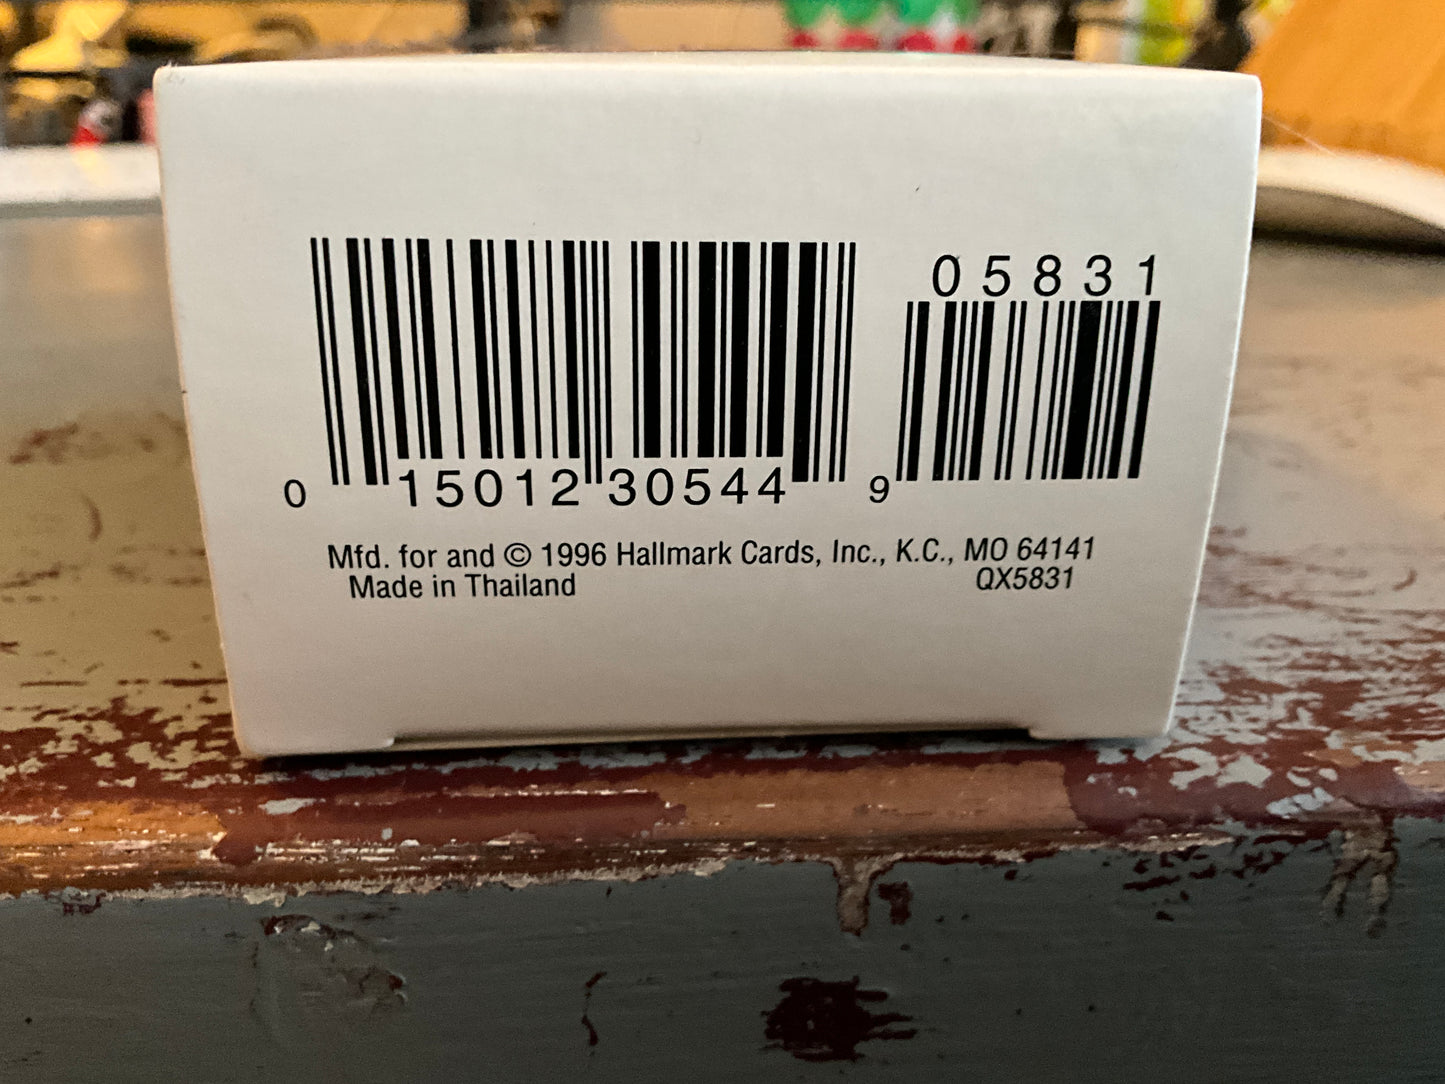 05831
0 15012 30544 9
Mfd. for and © 1996 Hallmark Cards, Inc., K.C., MO 64141
Made in Thailand QX5831